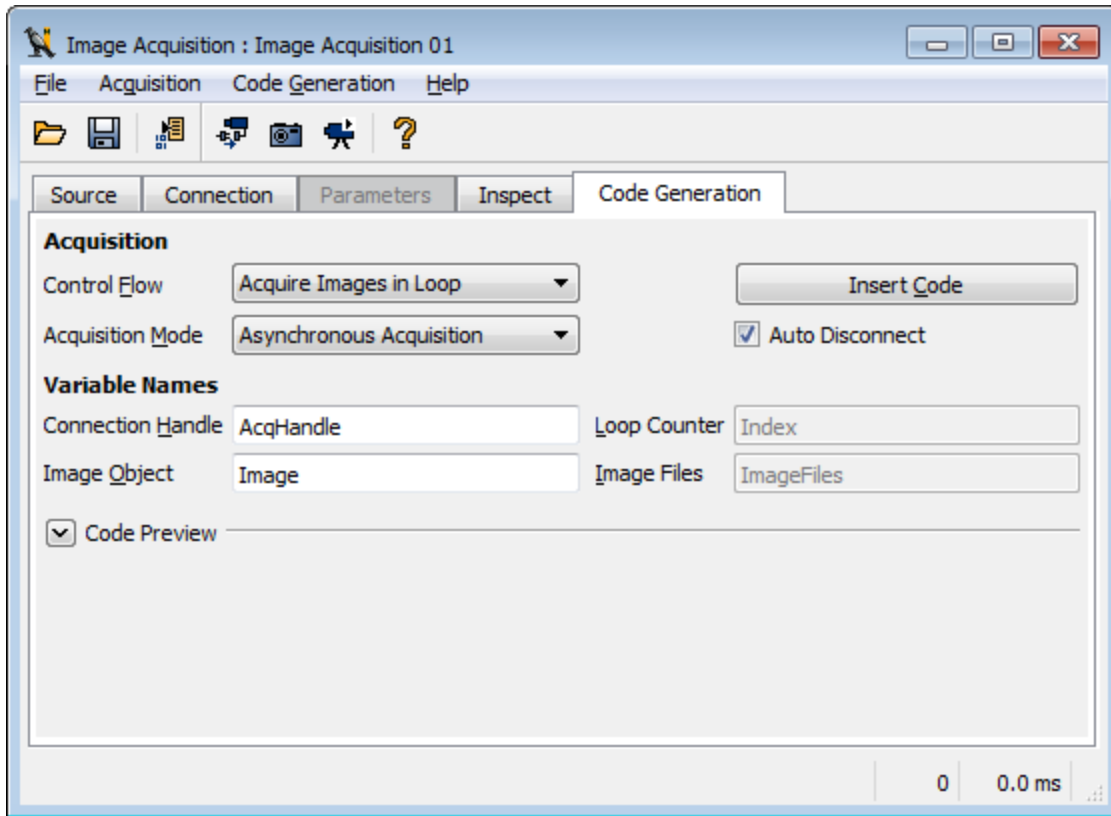 Image Acquisition : Image Acquisition 01
File Acquisition Code Generation Help
Source Connection Parameters Inspect Code Generation
Acquisition
Control Flow Acquire Images in Loop Insert Code
Acquisition Mode Asynchronous Acquisition Auto Disconnect
Variable Names
Connection Handle AcqHandle Loop Counter Index
Image Object Image Image Files ImageFiles
Code Preview
0 0.0 ms